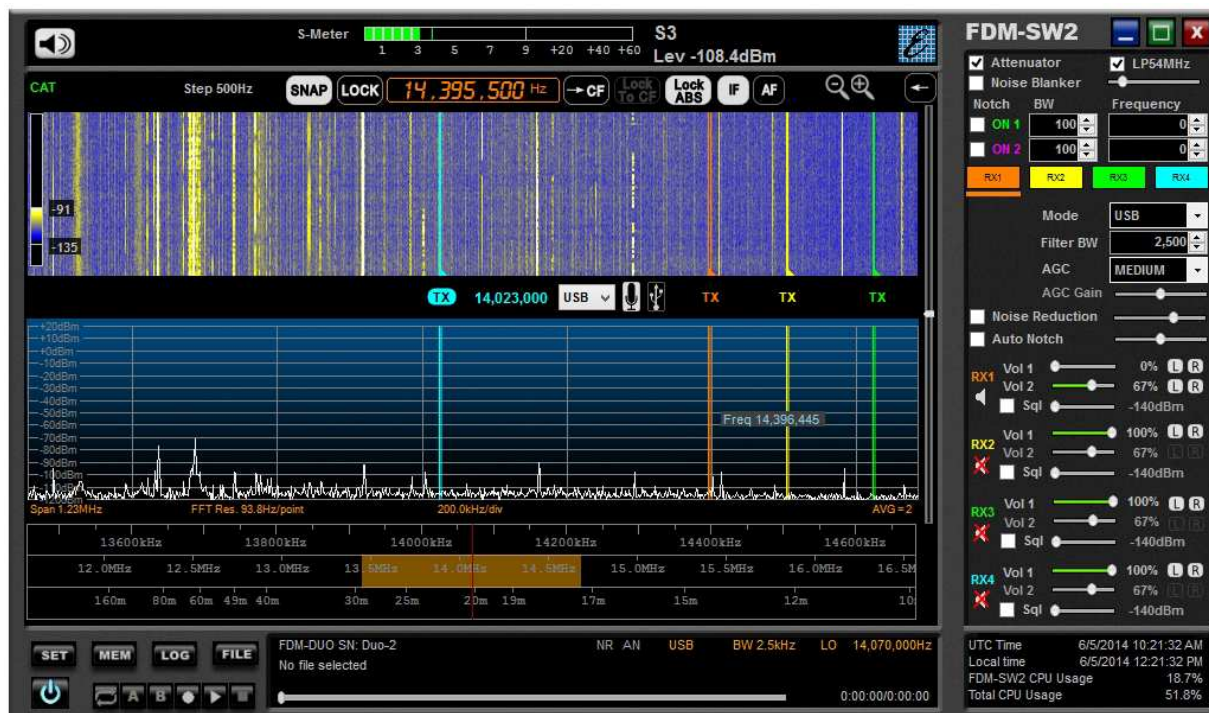 S-Meter
1 3 5 7 9 +20 +40 +60
S3
Lev -108.4dBm
CAT
Step 500Hz
SNAP
LOCK
14,395,500 Hz
→CF
Lock To CF
Lock ABS
IF
AF
-91
-135
TX 14,023,000 USB
TX TX TX
+20dBm
+10dBm
+0dBm
-10dBm
-20dBm
-30dBm
-40dBm
-50dBm
-60dBm
-70dBm
-80dBm
-90dBm
-100dBm
Freq 14,396,445
Span 1.23MHz FFT Res. 93.8Hz/point 200.0kHz/div AVG=2
13600kHz 13800kHz 14000kHz 14200kHz 14400kHz 14600kHz
12.0MHz 12.5MHz 13.0MHz 13.5MHz 14.0MHz 14.5MHz 15.0MHz 15.5MHz 16.0MHz 16.5M
160m 80m 60m 49m 40m 30m 25m 20m 19m 17m 15m 12m 10
SET MEM LOG FILE
A B
FDM-DUO SN: Duo-2 NR AN USB BW 2.5kHz LO 14,070,000Hz
No file selected
0:00:00/0:00:00
FDM-SW2
Attenuator LP54MHz
Noise Blanker
Notch BW Frequency
ON 1 100 0
ON 2 100 0
RX1 RX2 RX3 RX4
Mode USB
Filter BW 2,500
AGC MEDIUM
AGC Gain
Noise Reduction
Auto Notch
RX1
Vol 1 0% L R
Vol 2 67% L R
Sql -140dBm
RX2
Vol 1 100% L R
Vol 2 67% L R
Sql -140dBm
RX3
Vol 1 100% L R
Vol 2 67% L R
Sql -140dBm
RX4
Vol 1 100% L R
Vol 2 67% L R
Sql -140dBm
UTC Time 6/5/2014 10:21:32 AM
Local time 6/5/2014 12:21:32 PM
FDM-SW2 CPU Usage 18.7%
Total CPU Usage 51.8%